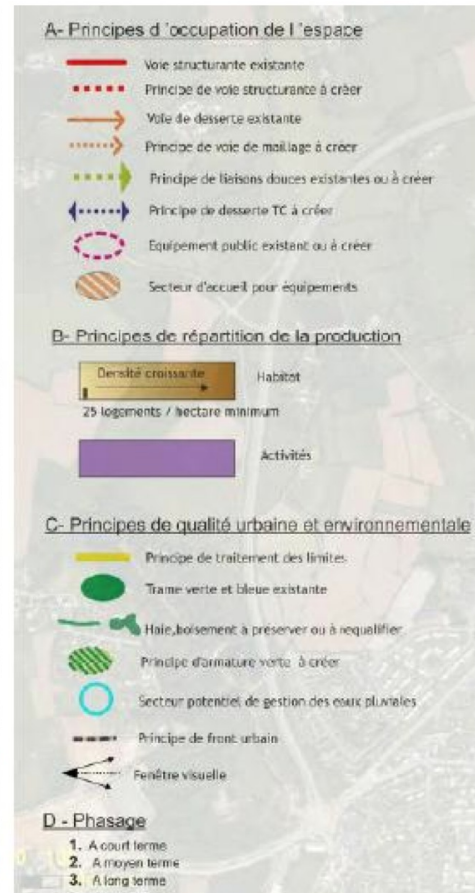 A- Principes d 'occupation de l 'espace
Voie structurante existante
Principe de voie structurante à créer
Voie de desserte existante
Principe de voie de maillage à créer
Principe de liaisons douces existantes ou à créer
Principe de desserte TC à créer
Equipement public existant ou à créer
Secteur d'accueil pour équipements
B- Principes de répartition de la production
Densité croissante
Habitat
25 logements / hectare minimum
Activités
C- Principes de qualité urbaine et environnementale
Principe de traitement des limites
Trame verte et bleue existante
Haie,boisement à préserver ou à requalifier
Principe d'armature verte à créer
Secteur potentiel de gestion des eaux pluviales
Principe de front urbain
Fenêtre visuelle
D - Phasage
1. A court terme
2. A moyen terme
3. A long terme